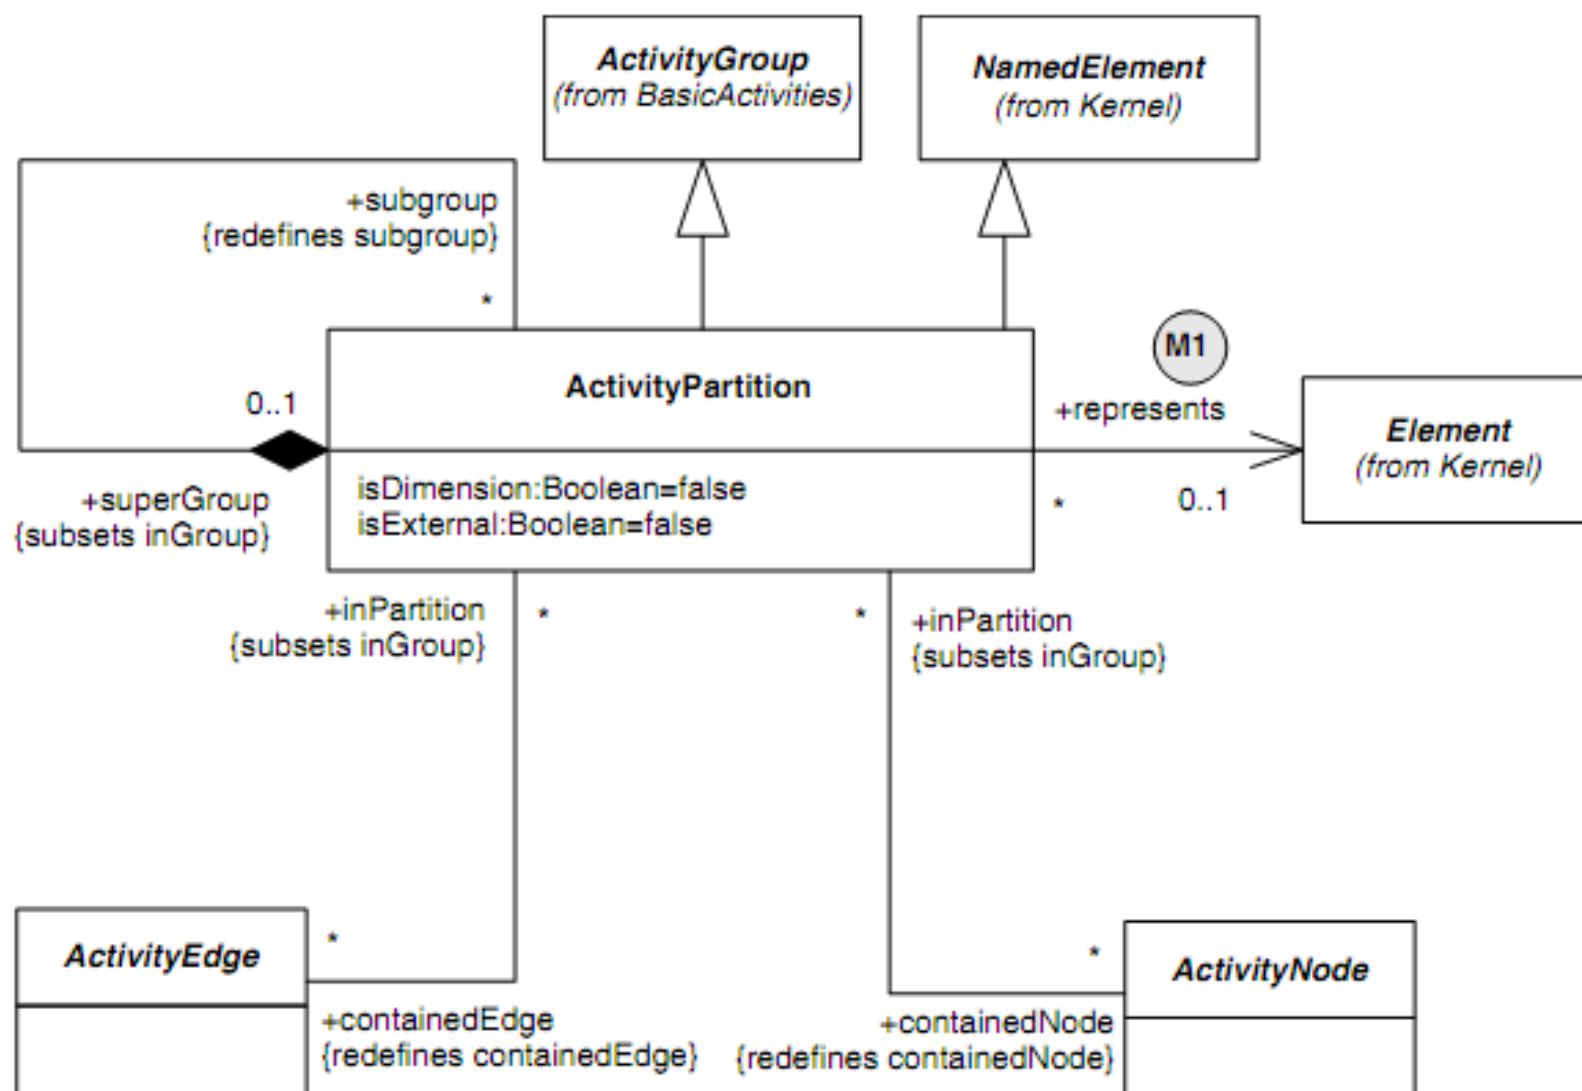 ActivityGroup
(from BasicActivities)
NamedElement
(from Kernel)
+subgroup
{redefines subgroup}
*
M1
ActivityPartition
0..1
+represents
Element
(from Kernel)
+superGroup
{subsets inGroup}
isDimension:Boolean=false
isExternal:Boolean=false
*
0..1
+inPartition
{subsets inGroup}
*
*
+inPartition
{subsets inGroup}
ActivityEdge
*
*
ActivityNode
+containedEdge
{redefines containedEdge}
+containedNode
{redefines containedNode}